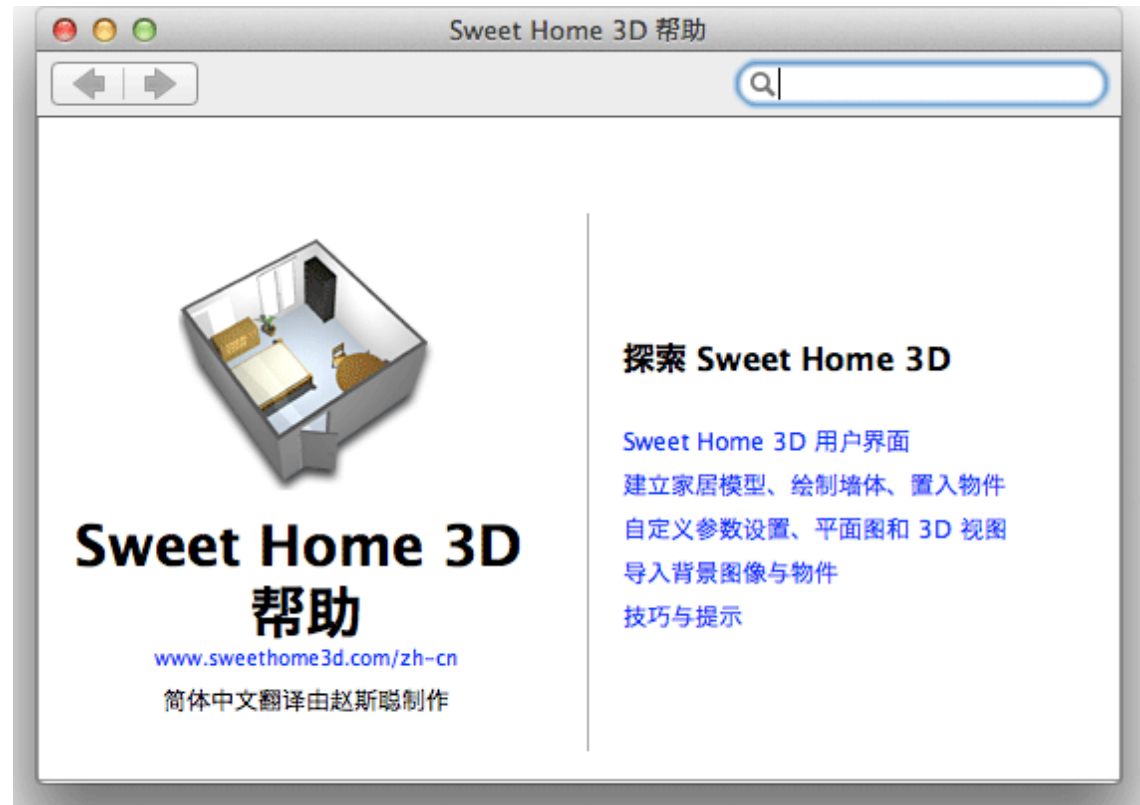 Sweet Home 3D 帮助
Sweet Home 3D
帮助
www.sweethome3d.com/zh-cn
简体中文翻译由赵斯聪制作
探索 Sweet Home 3D
Sweet Home 3D 用户界面
建立家居模型、绘制墙体、置入物件
自定义参数设置、平面图和 3D 视图
导入背景图像与物件
技巧与提示